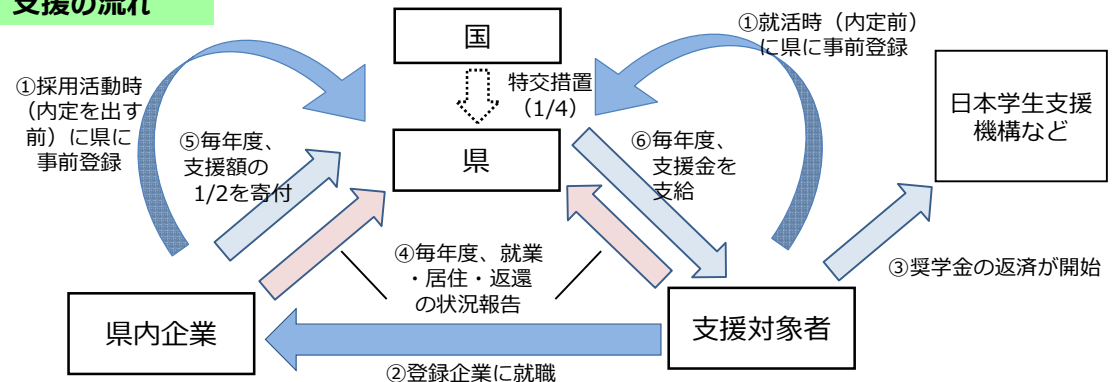 支援の流れ
国
特交措置
（1/4）
①就活時（内定前）
に県に事前登録
①採用活動時
（内定を出す
前）に県に
事前登録
日本学生支援
機構など
⑤毎年度、
支援額の
1/2を寄付
県
⑥毎年度、
支援金を
支給
④毎年度、就業
・居住・返還
の状況報告
③奨学金の返済が開始
県内企業
支援対象者
②登録企業に就職